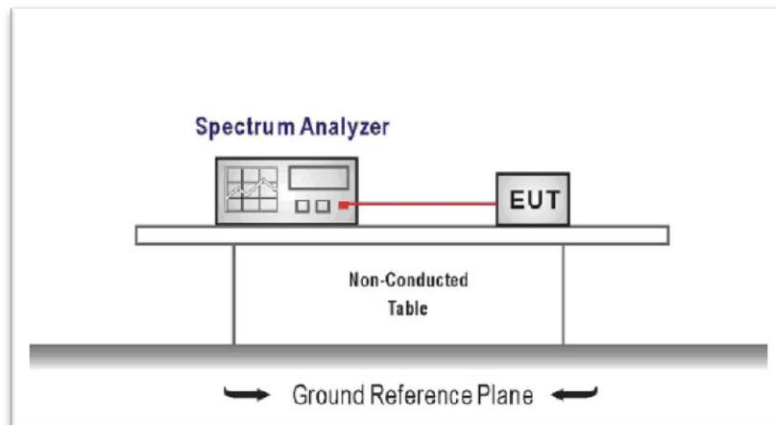 Spectrum Analyzer
EUT
Non-Conducted
Table
Ground Reference Plane